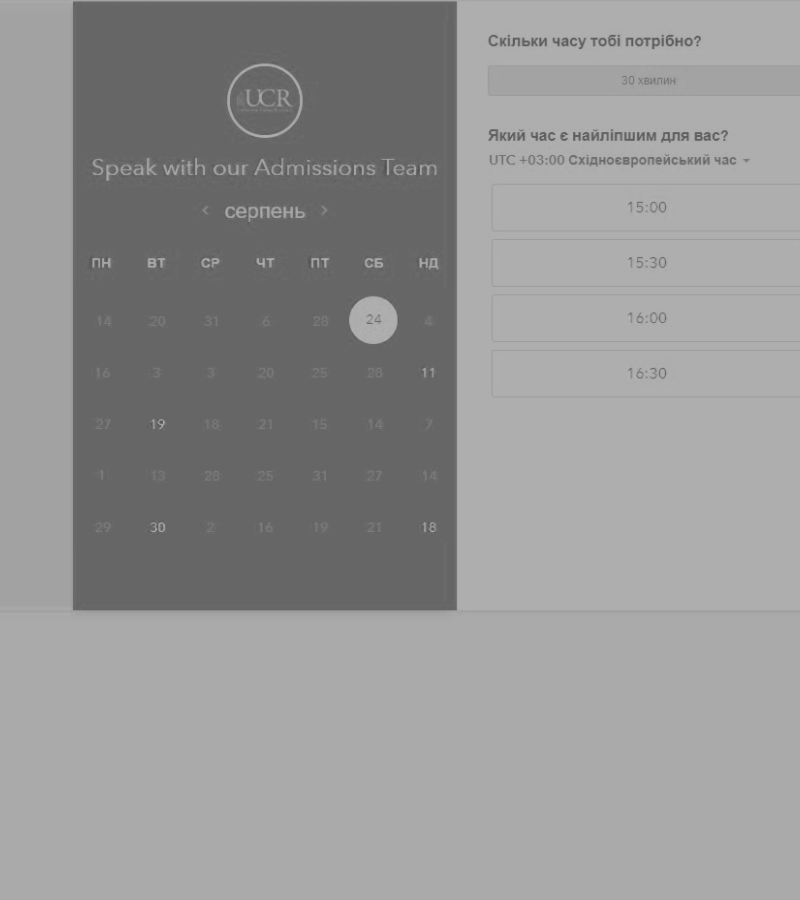 UCR
Speak with our Admissions Team
< серпень >
ПН ВТ СР ЧТ ПТ СБ НД
14 20 31 6 28 24 4
16 3 3 20 25 28 11
27 19 18 21 15 14 7
1 13 28 25 31 27 14
29 30 2 16 19 21 18
Скільки часу тобі потрібно?
30 хвилин
Який час є найліпшим для вас?
UTC +03:00 Східноєвропейський час
15:00
15:30
16:00
16:30